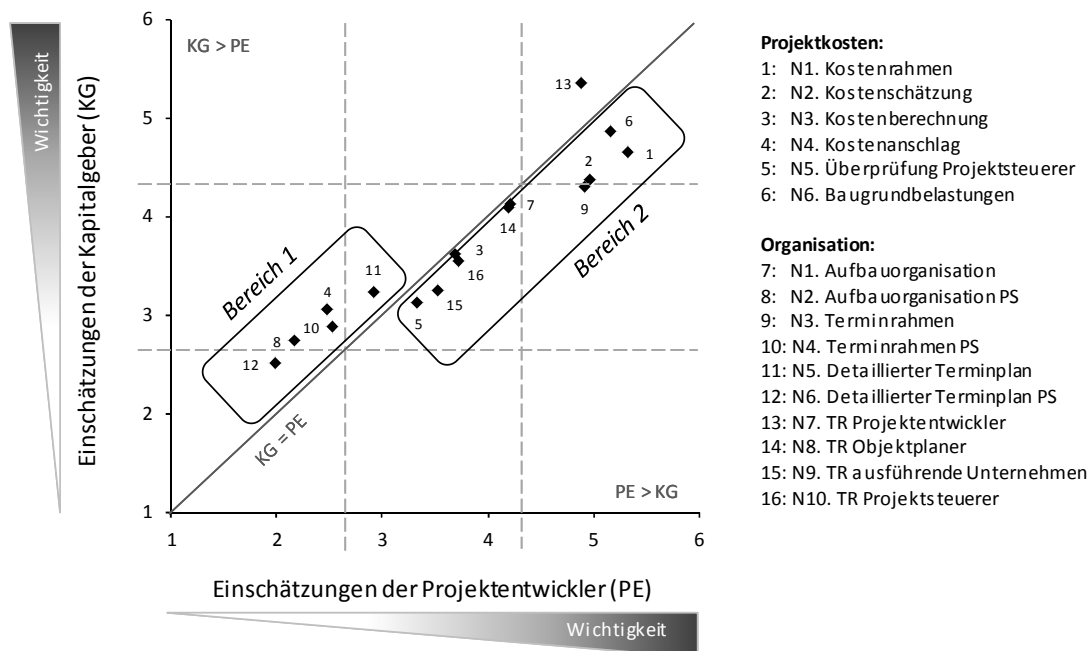 Wichtigkeit
Einschätzungen der Kapitalgeber (KG)
6
5
4
3
2
1
KG > PE
13
6
1
2
9
7
14
3
16
15
5
Bereich 2
Bereich 1
11
4
10
8
12
KG = PE
PE > KG
1
2
3
4
5
6
Einschätzungen der Projektentwickler (PE)
Wichtigkeit
Projektkosten:
1: N1. Kostenrahmen
2: N2. Kostenschätzung
3: N3. Kostenberechnung
4: N4. Kostenanschlag
5: N5. Überprüfung Projektsteuerer
6: N6. Baugrundbelastungen
Organisation:
7: N1. Aufbauorganisation
8: N2. Aufbauorganisation PS
9: N3. Terminrahmen
10: N4. Terminrahmen PS
11: N5. Detaillierter Terminplan
12: N6. Detaillierter Terminplan PS
13: N7. TR Projektentwickler
14: N8. TR Objektplaner
15: N9. TR ausführende Unternehmen
16: N10. TR Projektsteuerer